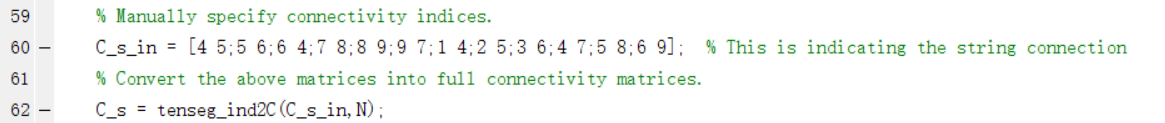 59 % Manually specify connectivity indices.
60 – C_s_in = [4 5;5 6;6 4;7 8;8 9;9 7;1 4;2 5;3 6;4 7;5 8;6 9]; % This is indicating the string connection
61 % Convert the above matrices into full connectivity matrices.
62 – C_s = tenseg_ind2C(C_s_in,N);